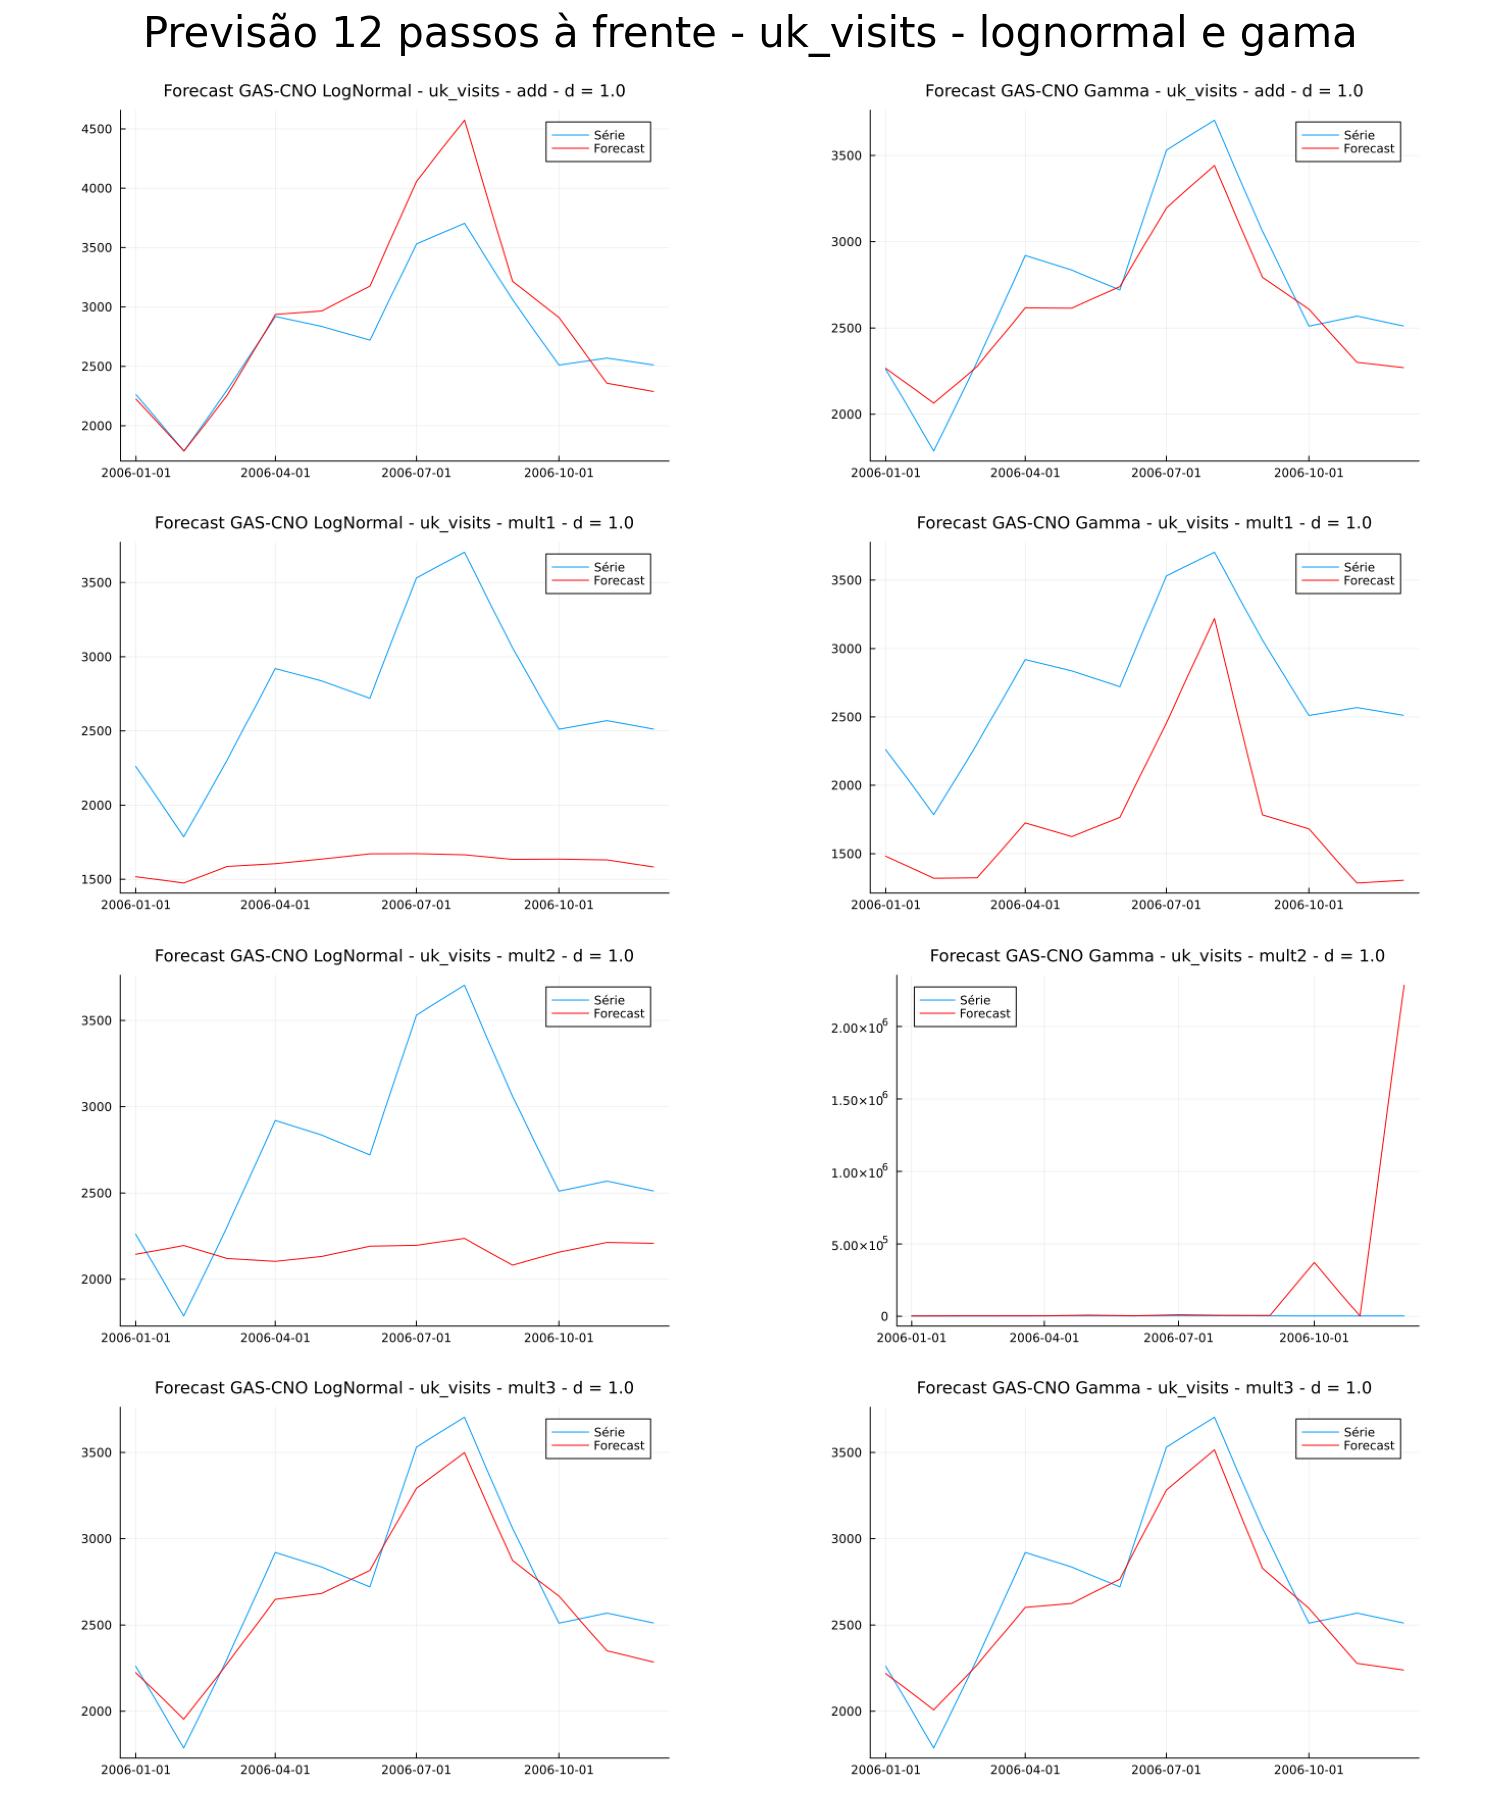 Previsão 12 passos à frente - uk_visits - lognormal e gama
Forecast GAS-CNO LogNormal - uk_visits - add - d = 1.0
4500
4000
3500
3000
2500
2000
2006-01-01 2006-04-01 2006-07-01 2006-10-01
Série
Forecast
Forecast GAS-CNO Gamma - uk_visits - add - d = 1.0
3500
3000
2500
2000
2006-01-01 2006-04-01 2006-07-01 2006-10-01
Série
Forecast
Forecast GAS-CNO LogNormal - uk_visits - mult1 - d = 1.0
3500
3000
2500
2000
1500
2006-01-01 2006-04-01 2006-07-01 2006-10-01
Série
Forecast
Forecast GAS-CNO Gamma - uk_visits - mult1 - d = 1.0
3500
3000
2500
2000
1500
2006-01-01 2006-04-01 2006-07-01 2006-10-01
Série
Forecast
Forecast GAS-CNO LogNormal - uk_visits - mult2 - d = 1.0
3500
3000
2500
2000
2006-01-01 2006-04-01 2006-07-01 2006-10-01
Série
Forecast
Forecast GAS-CNO Gamma - uk_visits - mult2 - d = 1.0
2.00×10⁶
1.50×10⁶
1.00×10⁶
5.00×10⁵
0
2006-01-01 2006-04-01 2006-07-01 2006-10-01
Série
Forecast
Forecast GAS-CNO LogNormal - uk_visits - mult3 - d = 1.0
3500
3000
2500
2000
2006-01-01 2006-04-01 2006-07-01 2006-10-01
Série
Forecast
Forecast GAS-CNO Gamma - uk_visits - mult3 - d = 1.0
3500
3000
2500
2000
2006-01-01 2006-04-01 2006-07-01 2006-10-01
Série
Forecast